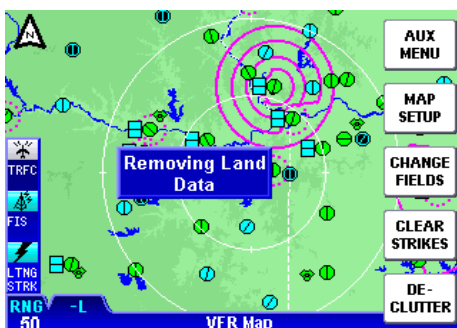 N
AUX
MENU
MAP
SETUP
CHANGE
FIELDS
CLEAR
STRIKES
DE-
CLUTTER
Removing Land
Data
TRFC
FIS
LTNG
STRK
RNG
50
-L
VFR Map